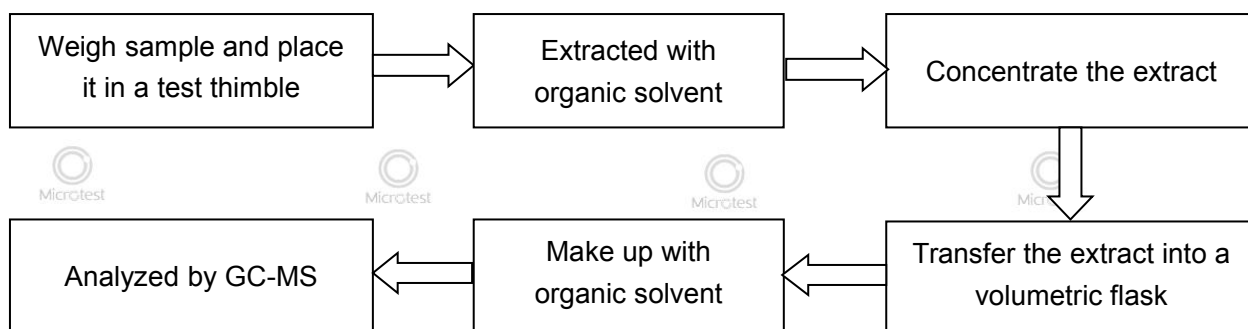 Weigh sample and place
it in a test thimble
Extracted with
organic solvent
Concentrate the extract
Microtest
Microtest
Microtest
Micr
Transfer the extract into a
volumetric flask
Make up with
organic solvent
Analyzed by GC-MS